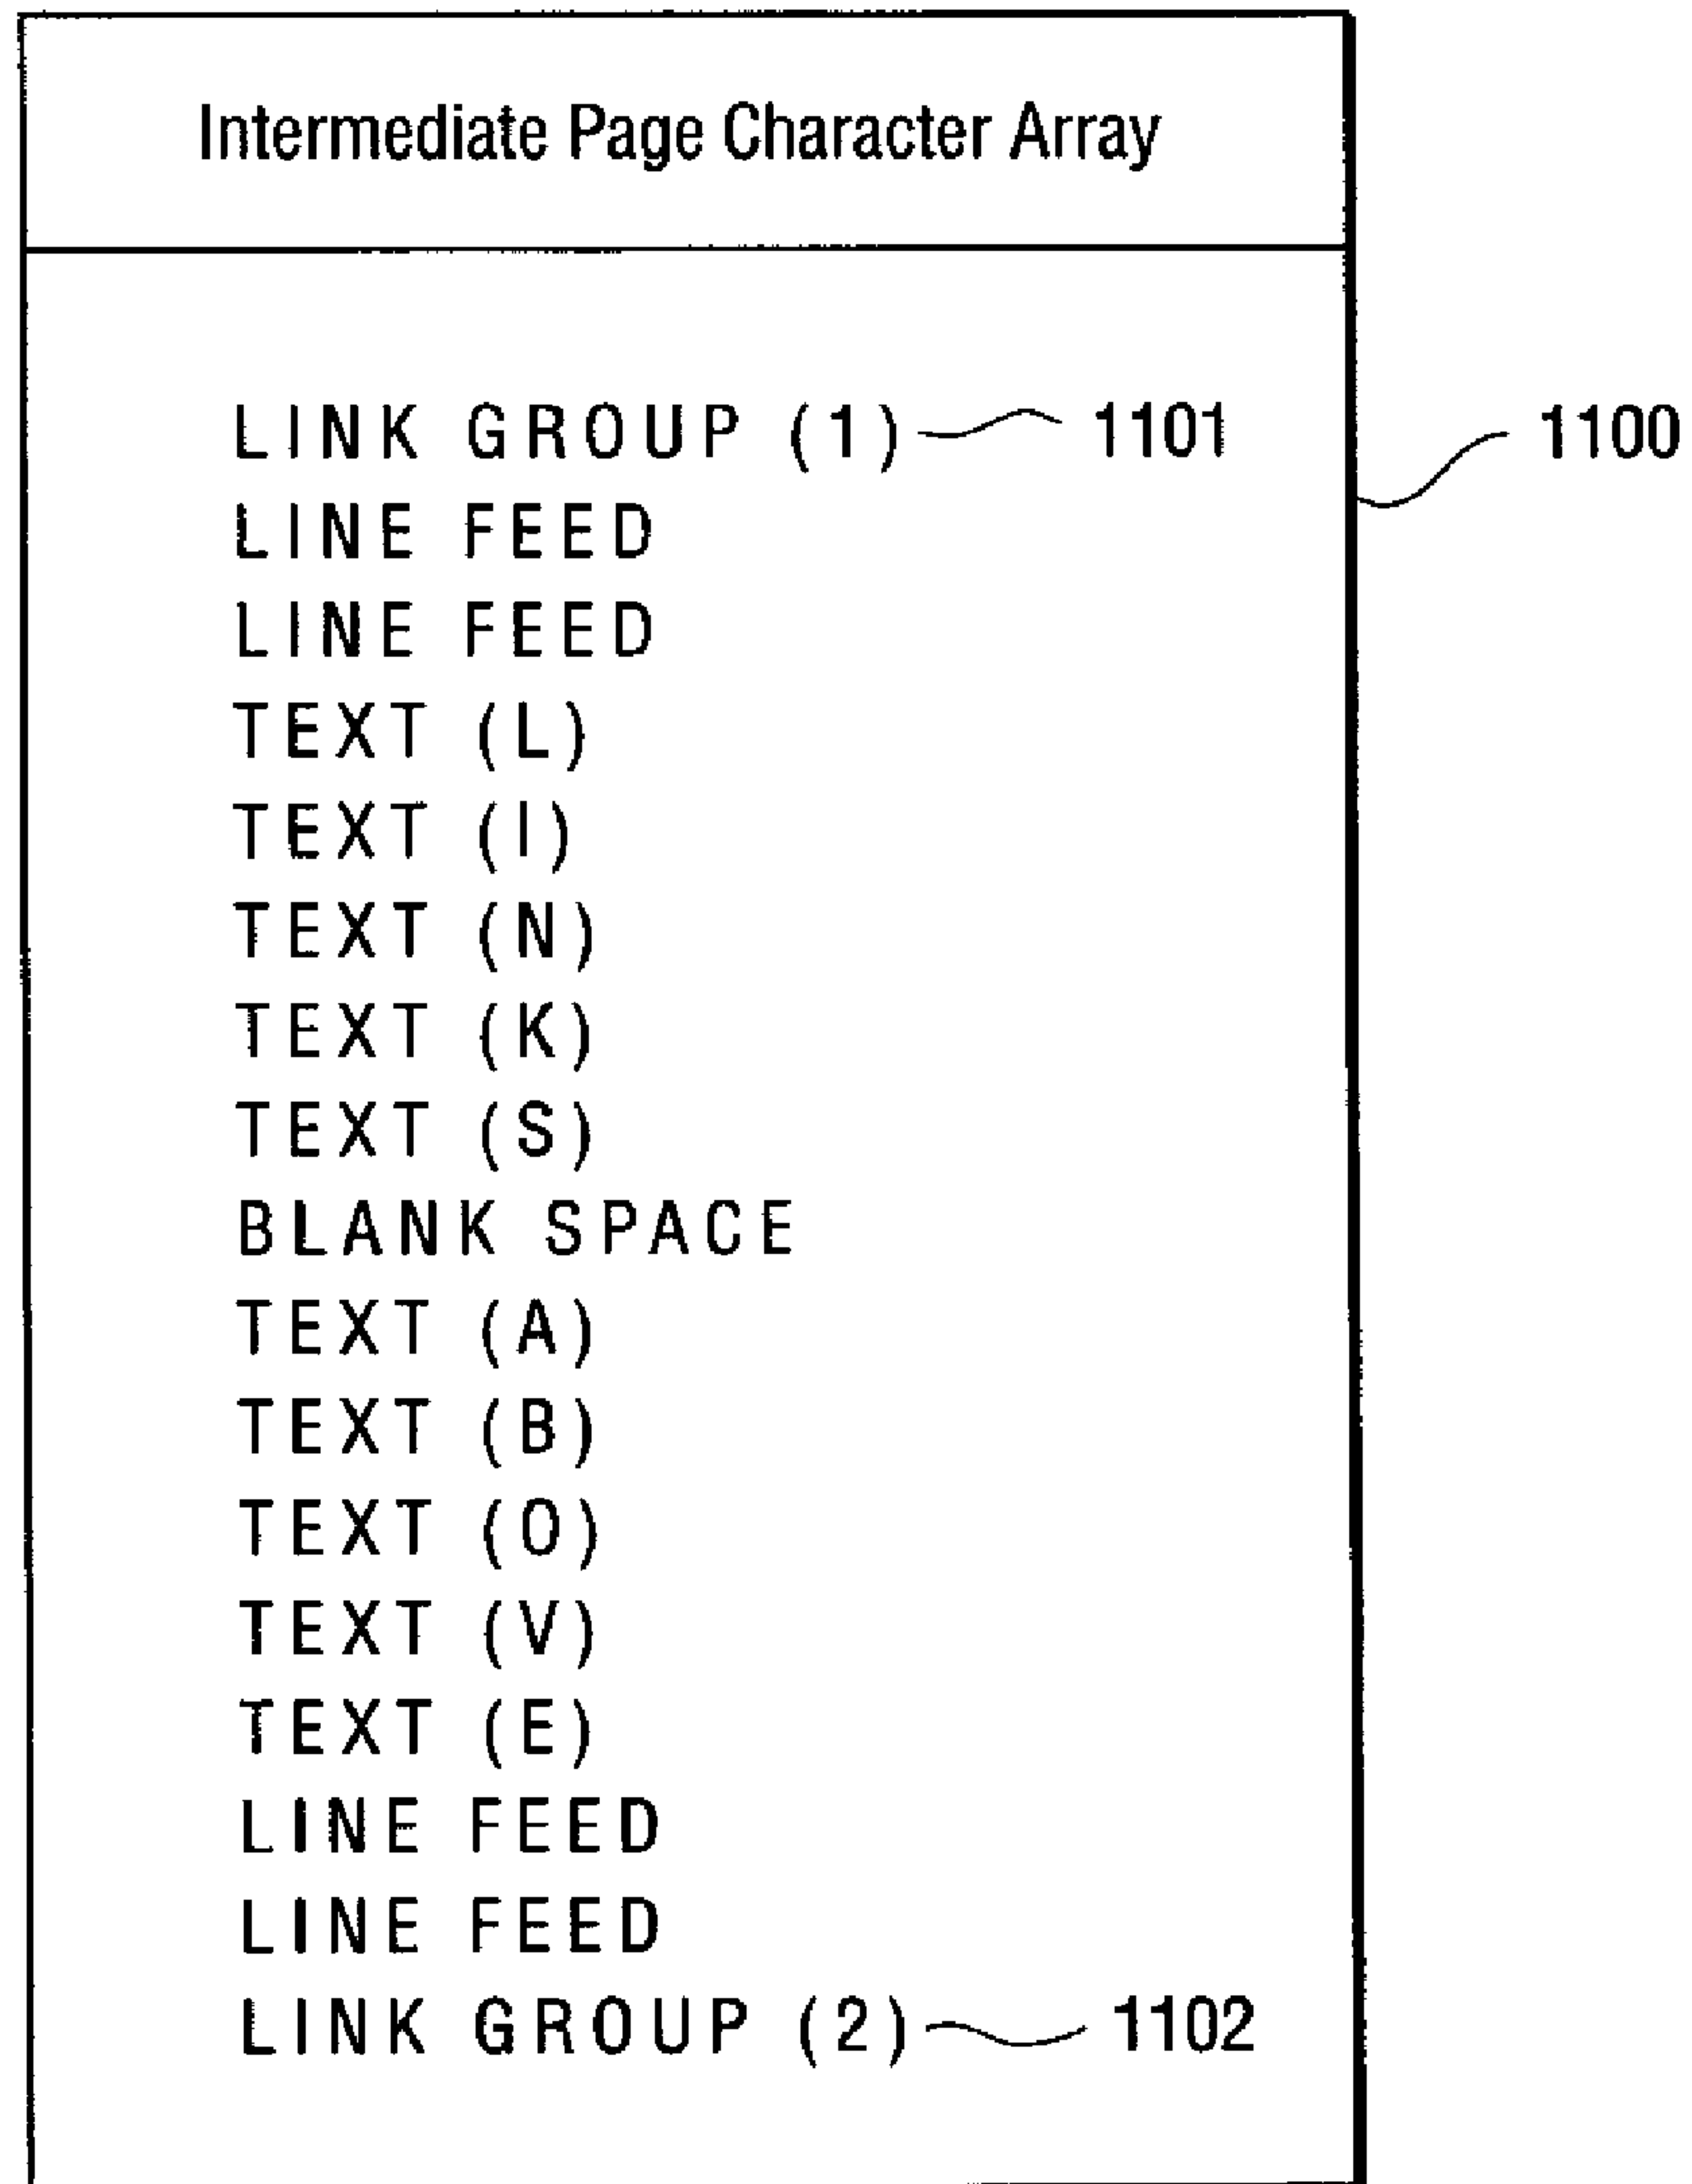 Intermediate Page Character Array
LINK GROUP (1) 1101 1100
LINE FEED
LINE FEED
TEXT (L)
TEXT (I)
TEXT (N)
TEXT (K)
TEXT (S)
BLANK SPACE
TEXT (A)
TEXT (B)
TEXT (O)
TEXT (V)
TEXT (E)
LINE FEED
LINE FEED
LINK GROUP (2) 1102